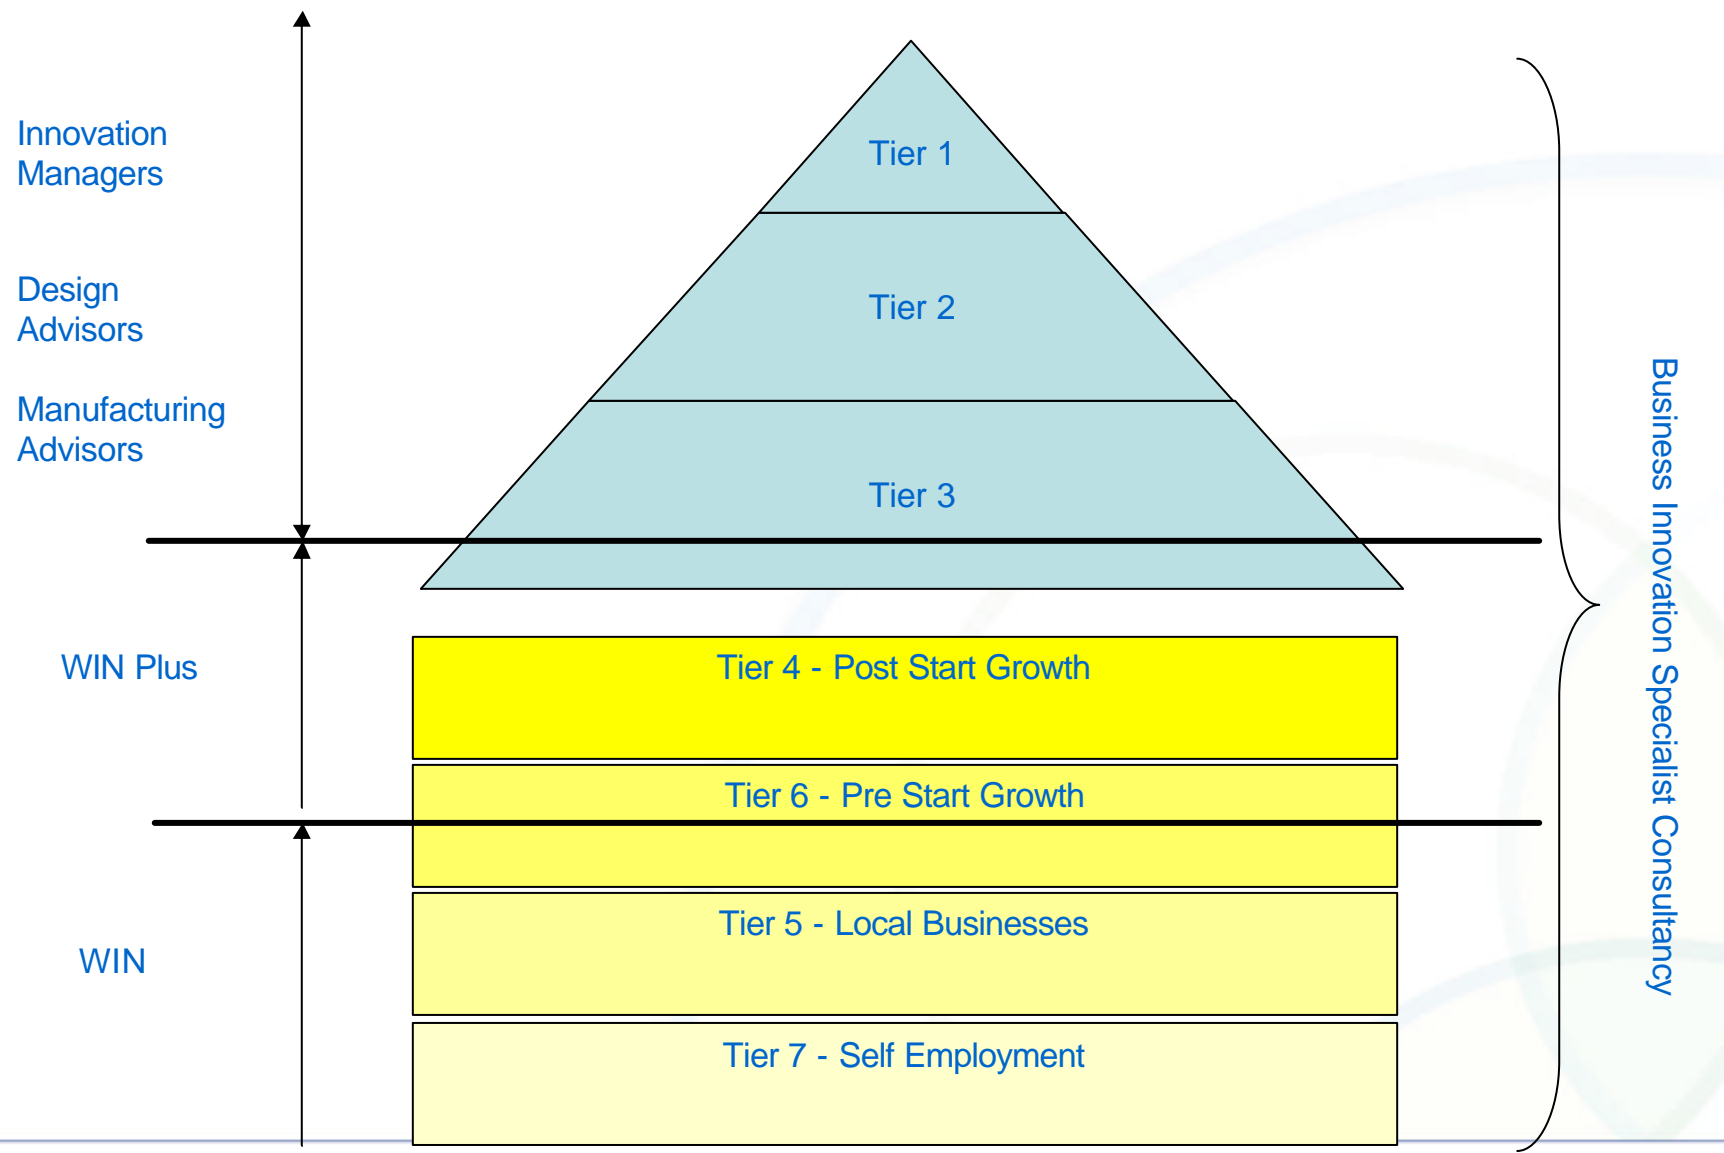 Innovation
Managers
Tier 1
Design
Advisors
Tier 2
Manufacturing
Advisors
Tier 3
WIN Plus
Tier 4 - Post Start Growth
Tier 6 - Pre Start Growth
Tier 5 - Local Businesses
WIN
Tier 7 - Self Employment
Business Innovation Specialist Consultancy